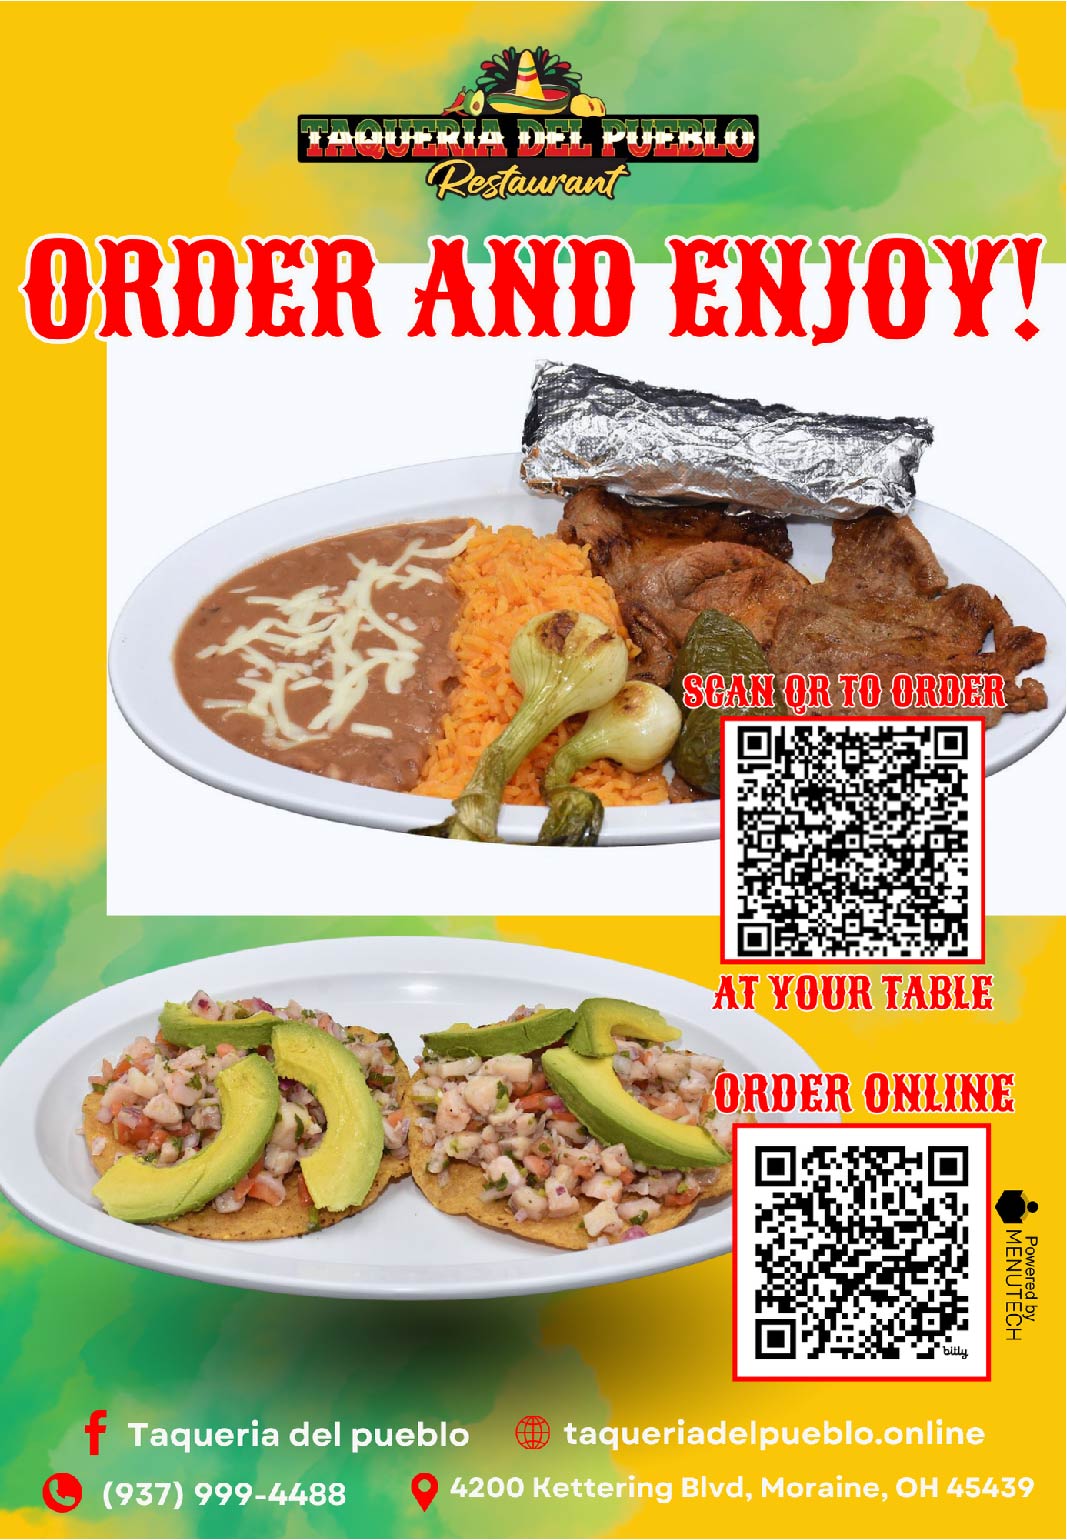 TAQUERIA DEL PUEBLO
Restaurant
ORDER AND ENJOY!
SCAN QR TO ORDER
AT YOUR TABLE
ORDER ONLINE
Powered by
MENUTECH
bitly
Taqueria del pueblo
taqueriadelpueblo.online
(937) 999-4488
4200 Kettering Blvd, Moraine, OH 45439